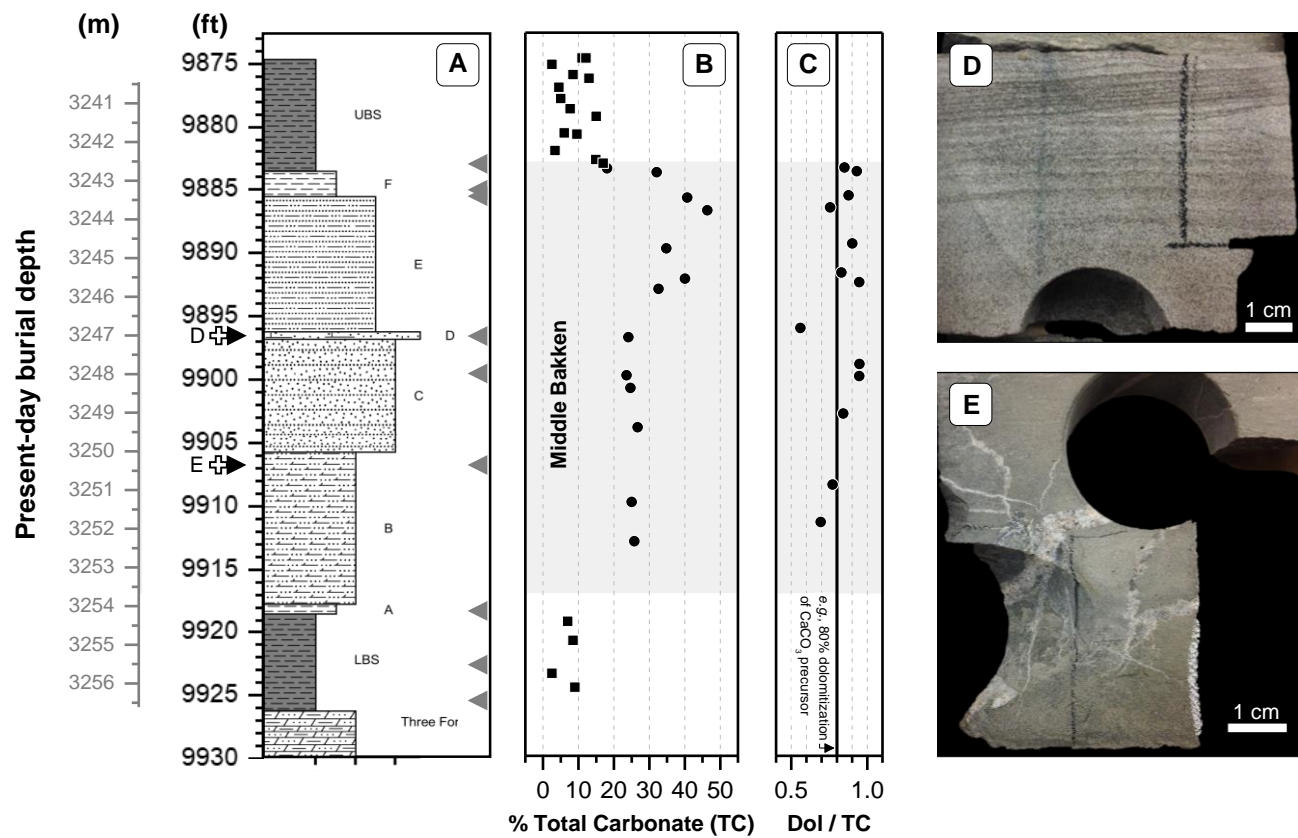 (m)
(ft)
Present-day burial depth
3241
3242
3243
3244
3245
3246
3247
3248
3249
3250
3251
3252
3253
3254
3255
3256
9875
9880
9885
9890
9895
9900
9905
9910
9915
9920
9925
9930
D
E
A
UBS
F
E
D
C
B
A
LBS
Three For
B
Middle Bakken
0 10 20 30 40 50
% Total Carbonate (TC)
C
e.g., 80% dolomitization
of CaCO3 precursor
0.5 1.0
Dol / TC
D
1 cm
E
1 cm